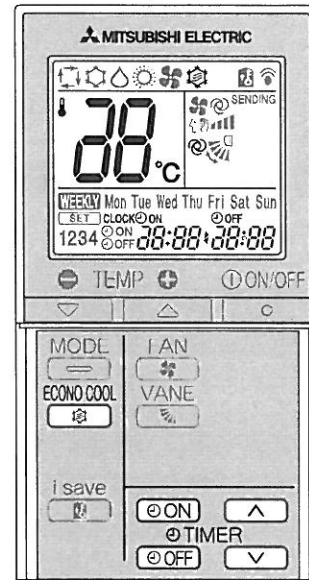 MITSUBISHI ELECTRIC
SENDING
88 °C
WEEKLY Mon Tue Wed Thu Fri Sat Sun
SET CLOCK ON OFF
1234 ON OFF 88:88 88:88
TEMP ON/OFF
MODE FAN
ECONO COOL VANE
i save
ON
TIMER
OFF